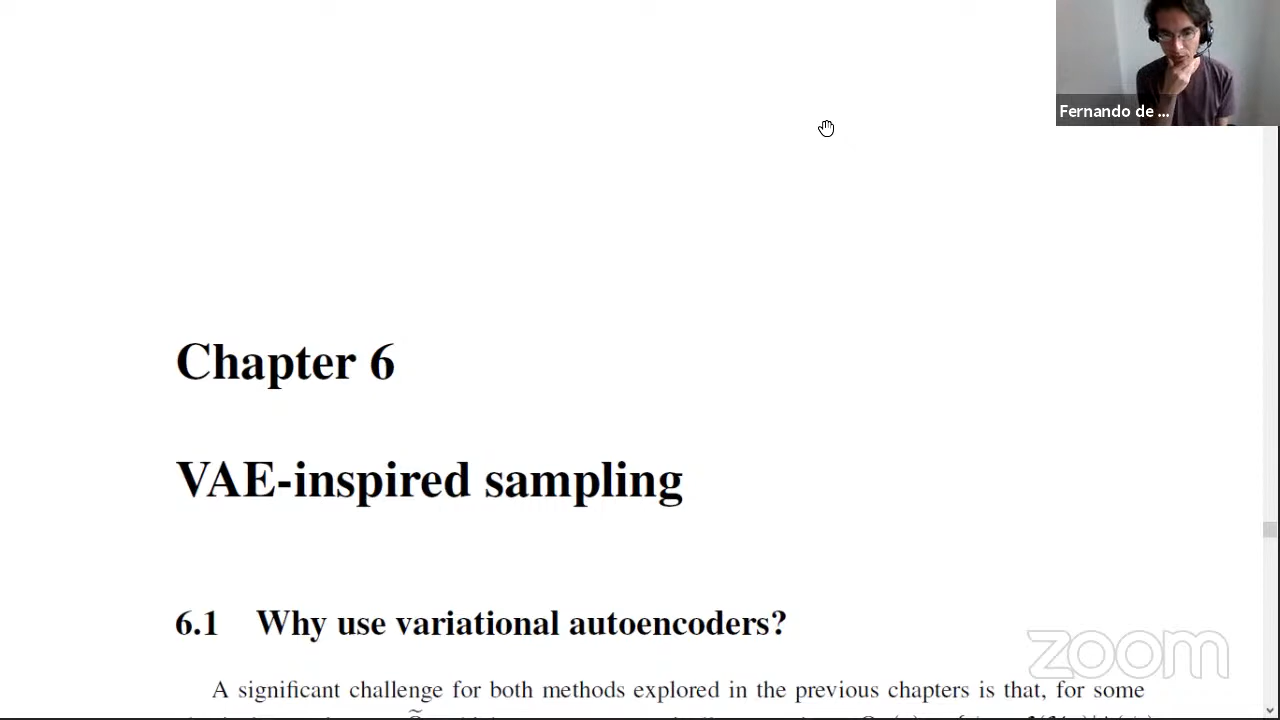 Fernando de ...
Chapter 6
VAE-inspired sampling
6.1 Why use variational autoencoders?
zoom
A significant challenge for both methods explored in the previous chapters is that, for some